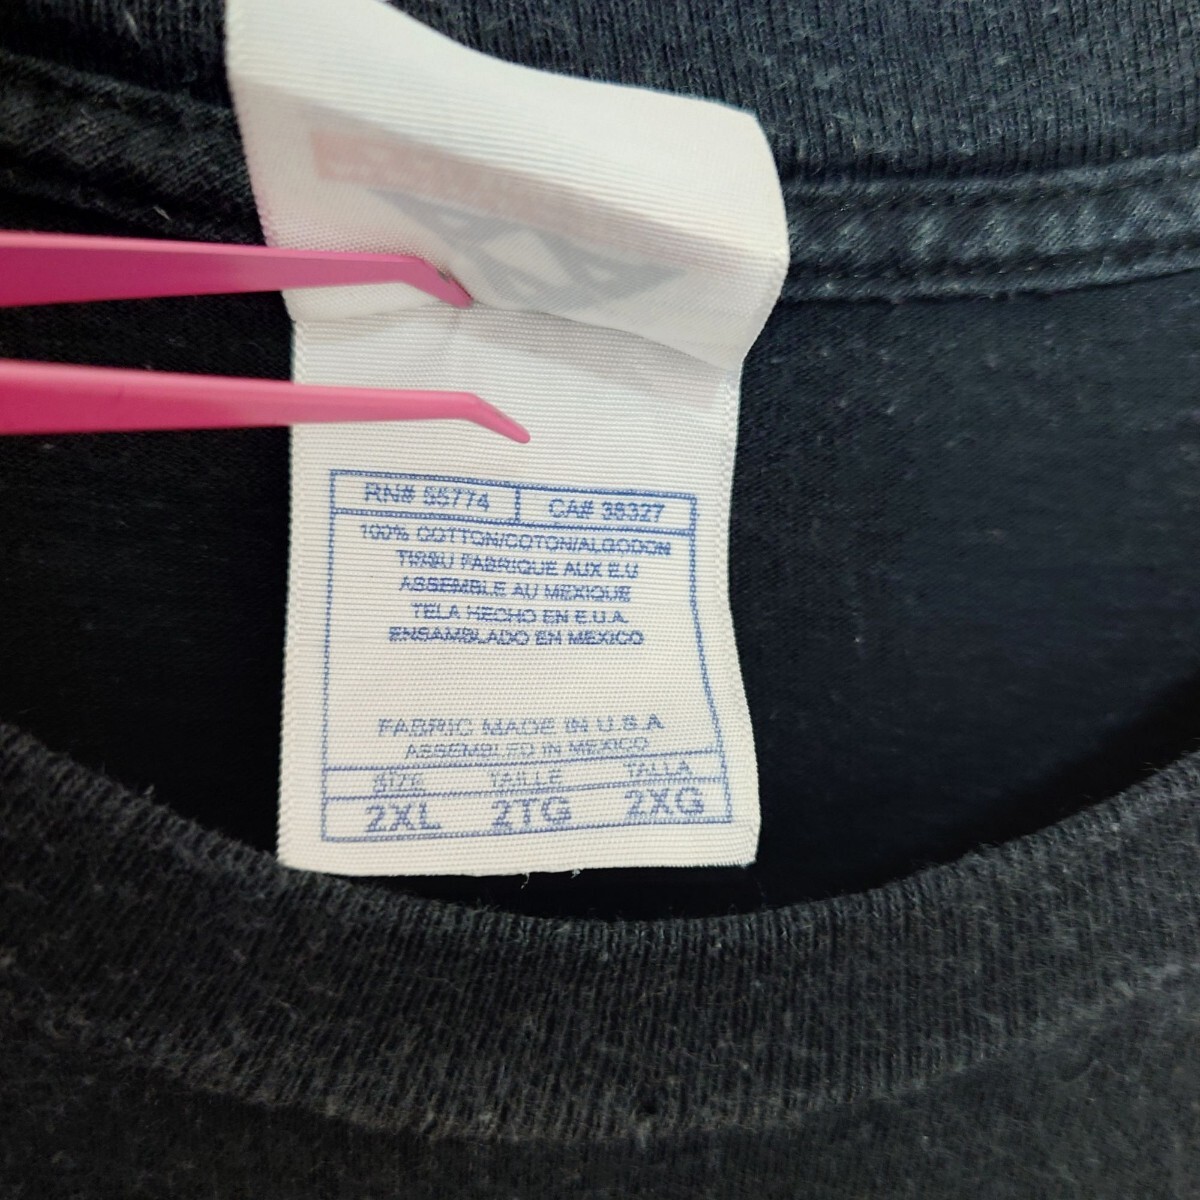 RN# 55774 CA# 38327
100% COTTON/COTON/ALGODON
TISSU FABRIQUE AUX E.U
ASSEMBLE AU MEXIQUE
TELA HECHO EN E.U.A.
ENSAMBLADO EN MEXICO
FABRIC MADE IN U.S.A
ASSEMBLED IN MEXICO
SIZE TAILLE TALLA
2XL 2TG 2XG